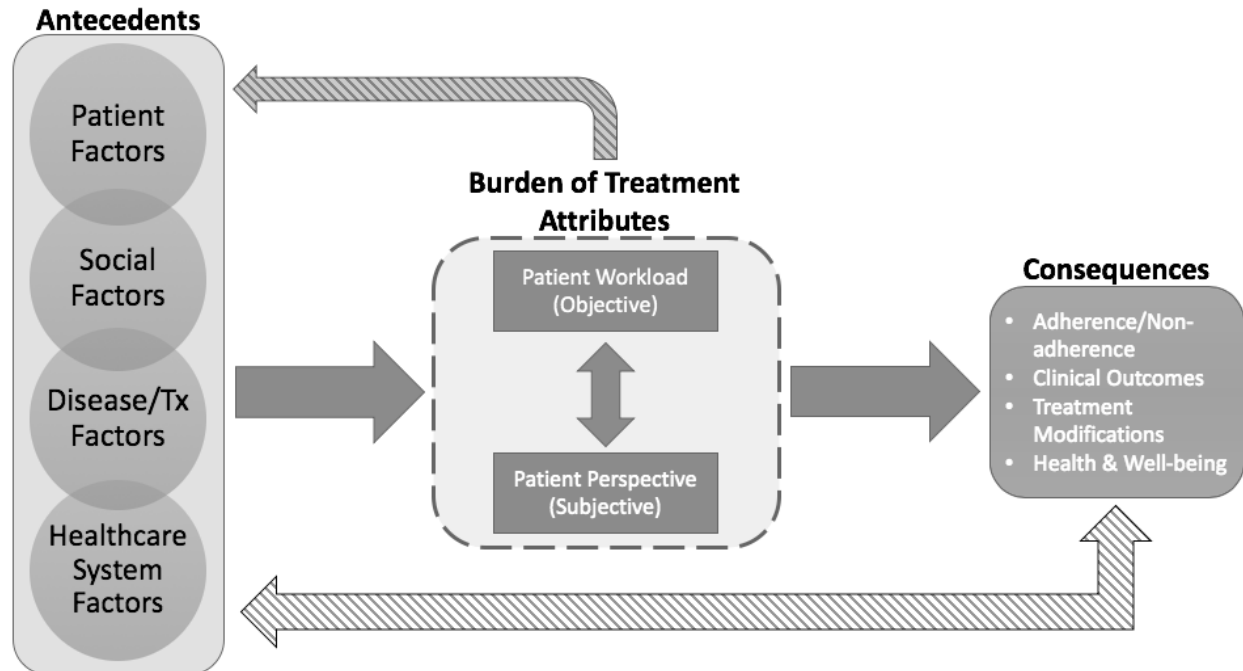 Antecedents
Patient
Factors
Social
Factors
Disease/Tx
Factors
Healthcare
System
Factors
Burden of Treatment
Attributes
Patient Workload
(Objective)
Patient Perspective
(Subjective)
Consequences
• Adherence/Non-
adherence
• Clinical Outcomes
• Treatment
Modifications
• Health & Well-being